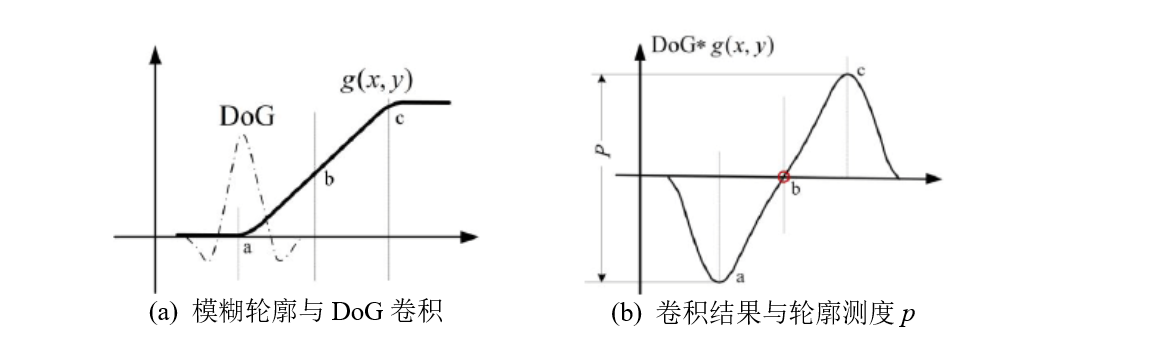 g(x, y)
DoG
c
b
a
(a) 模糊轮廓与 DoG 卷积
DoG* g(x, y)
c
P
b
a
(b) 卷积结果与轮廓测度 p